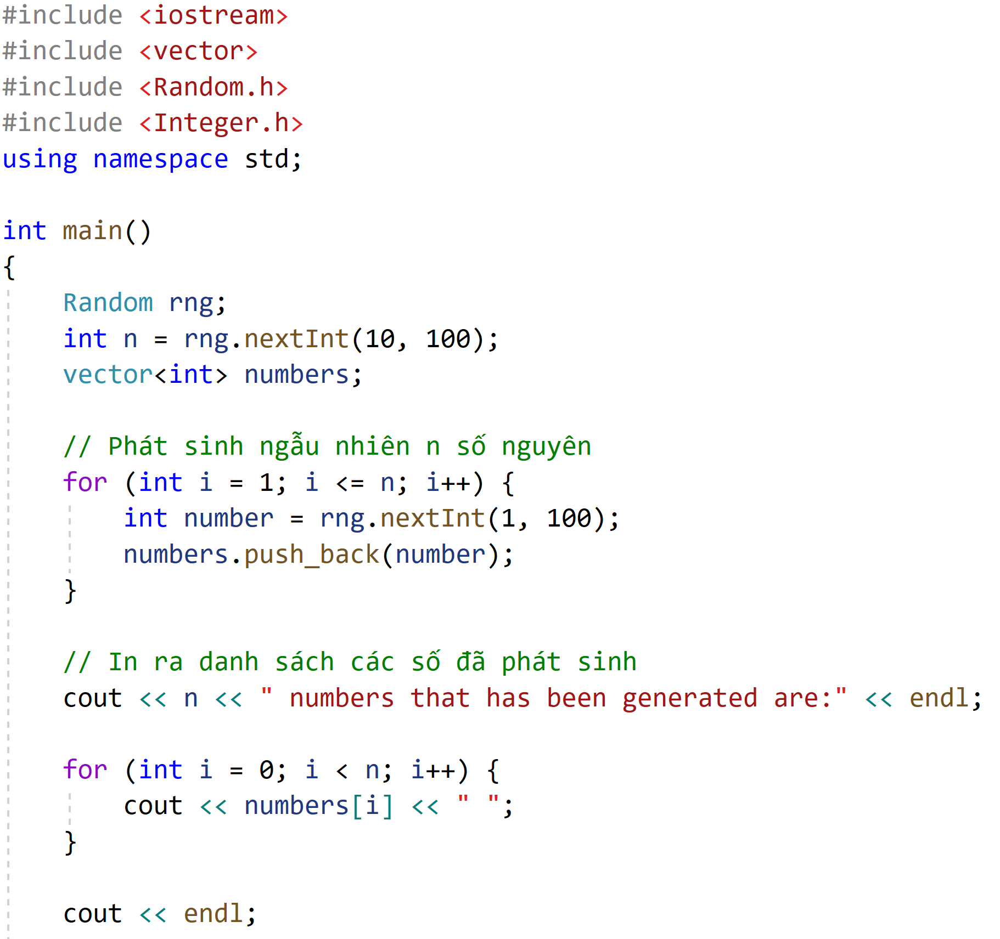 #include <iostream>
#include <vector>
#include <Random.h>
#include <Integer.h>
using namespace std;

int main()
{
    Random rng;
    int n = rng.nextInt(10, 100);
    vector<int> numbers;

    // Phát sinh ngẫu nhiên n số nguyên
    for (int i = 1; i <= n; i++) {
        int number = rng.nextInt(1, 100);
        numbers.push_back(number);
    }

    // In ra danh sách các số đã phát sinh
    cout << n << " numbers that has been generated are:" << endl;

    for (int i = 0; i < n; i++) {
        cout << numbers[i] << " ";
    }

    cout << endl;